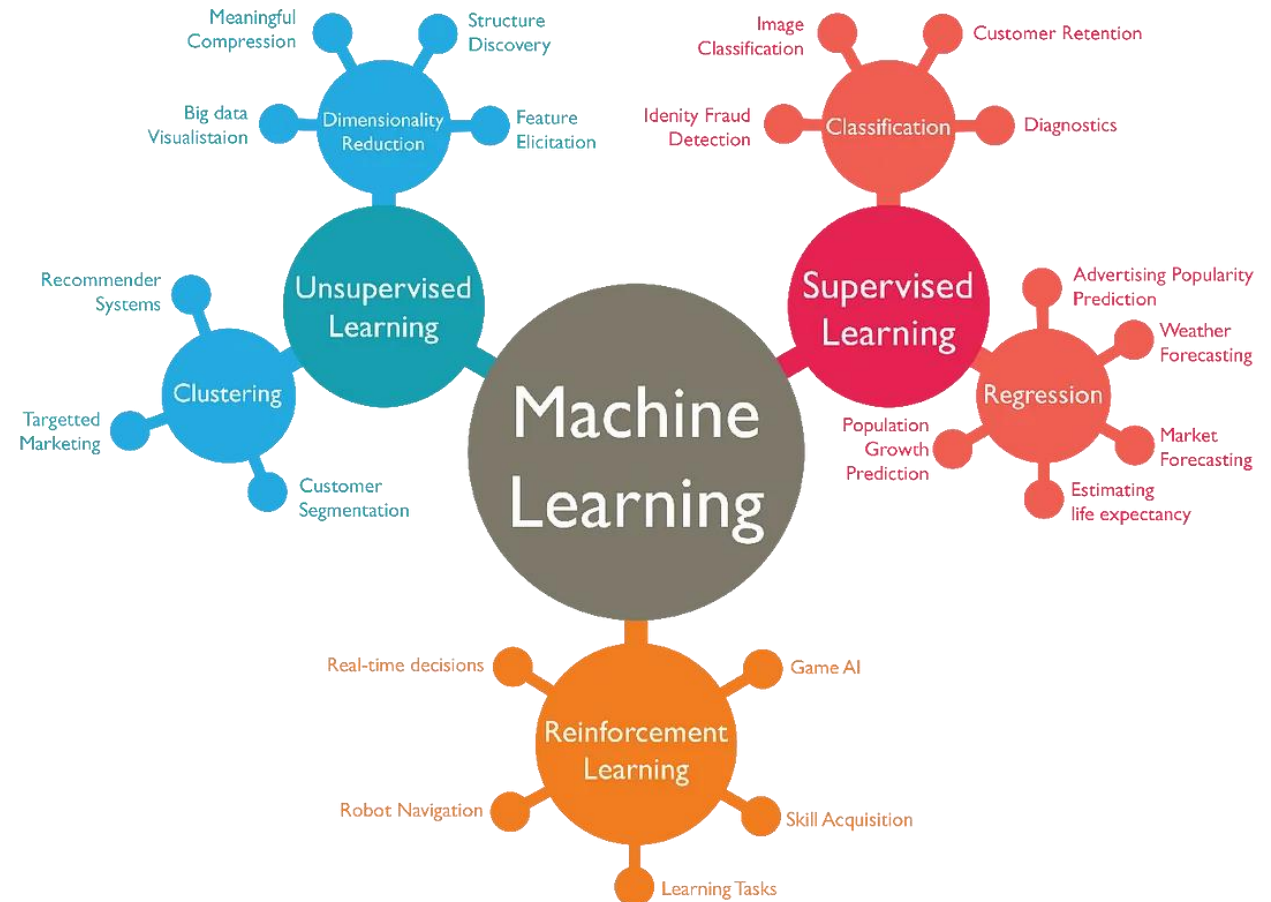 Meaningful
Compression
Structure
Discovery
Big data
Visualistaion
Dimensionality
Reduction
Feature
Elicitation
Image
Classification
Customer Retention
Idenity Fraud
Detection
Classification
Diagnostics
Unsupervised
Learning
Recommender
Systems
Clustering
Targetted
Marketing
Customer
Segmentation
Supervised
Learning
Advertising Popularity
Prediction
Weather
Forecasting
Regression
Population
Growth
Prediction
Market
Forecasting
Estimating
life expectancy
Machine
Learning
Real-time decisions
Game AI
Reinforcement
Learning
Robot Navigation
Skill Acquisition
Learning Tasks